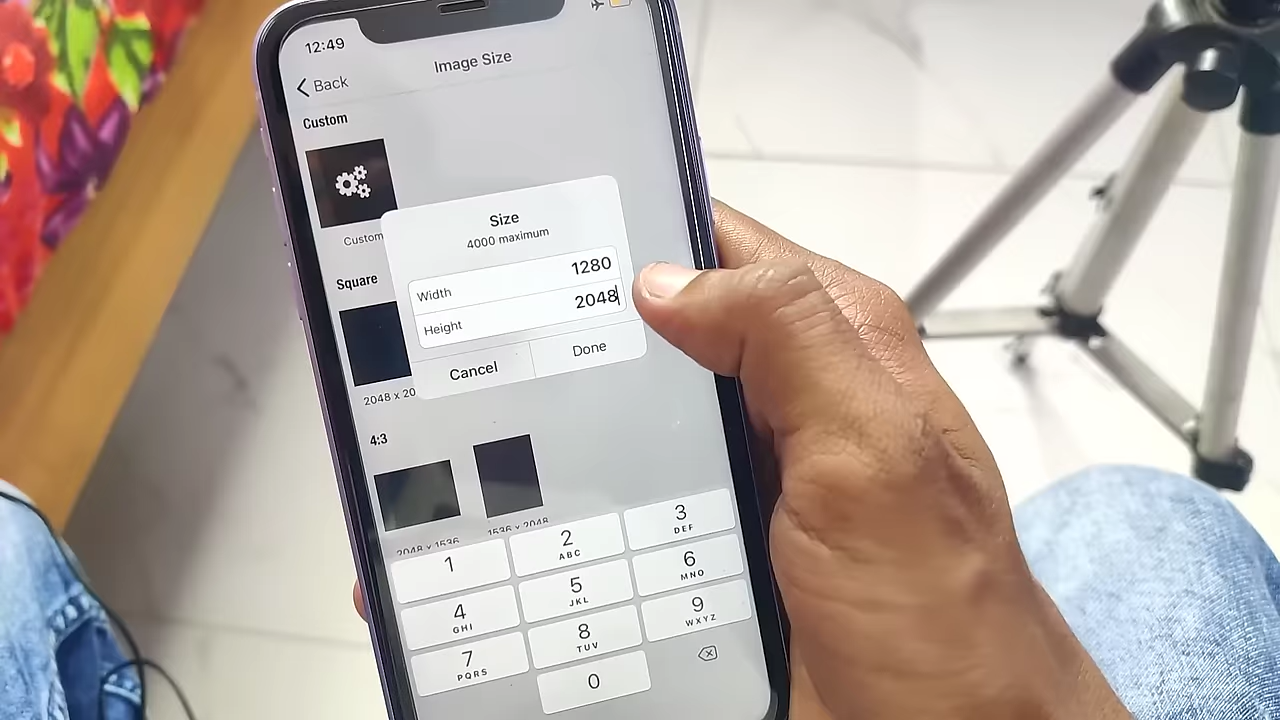 12:49
Back
Image Size
Custom
Custom
Size
4000 maximum
Width 1280
Height 2048
Cancel Done
Square
2048 x 20
4:3
2048 x 1536
1536 x 2048
1
2 ABC
3 DEF
4 GHI
5 JKL
6 MNO
7 PQRS
8 TUV
9 WXYZ
0